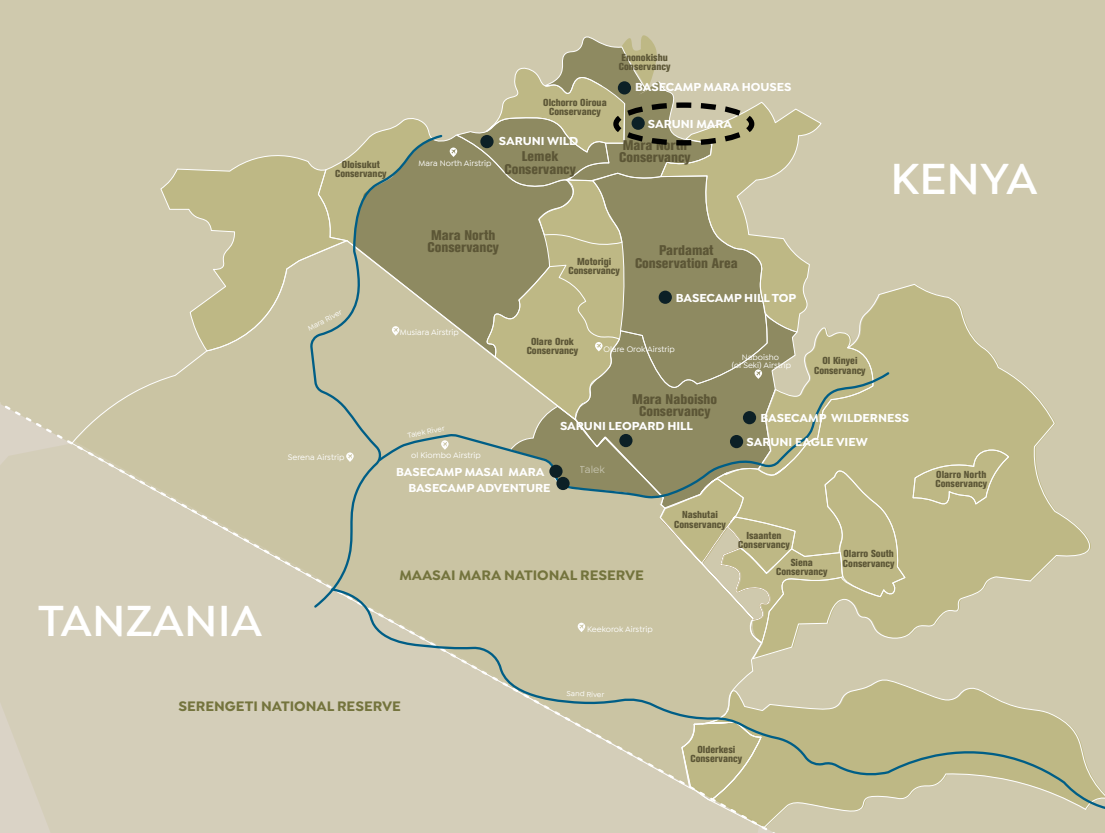 Enonokishu
Conservancy
BASECAMP MARA HOUSES
Olchorro Oiroua
Conservancy
SARUNI MARA
SARUNI WILD
Mara North
Conservancy
Mara North Airstrip
Lemek
Conservancy
Oloisukut
Conservancy
KENYA
Mara North
Conservancy
Pardamat
Conservation Area
Motorigi
Conservancy
BASECAMP HILL TOP
Mara River
Musiara Airstrip
Olare Orok
Conservancy
Olare Orok Airstrip
Naboisho
(ol Seki) Airstrip
Ol Kinyei
Conservancy
Mara Naboisho
Conservancy
BASECAMP WILDERNESS
SARUNI LEOPARD HILL
SARUNI EAGLE VIEW
Talek River
ol Kiombo Airstrip
Serena Airstrip
BASECAMP MASAI MARA
Talek
BASECAMP ADVENTURE
Olarro North
Conservancy
Nashutai
Conservancy
Isaanten
Conservancy
Olarro South
Conservancy
Siena
Conservancy
MAASAI MARA NATIONAL RESERVE
TANZANIA
Keekorok Airstrip
Sand River
SERENGETI NATIONAL RESERVE
Olderkesi
Conservancy